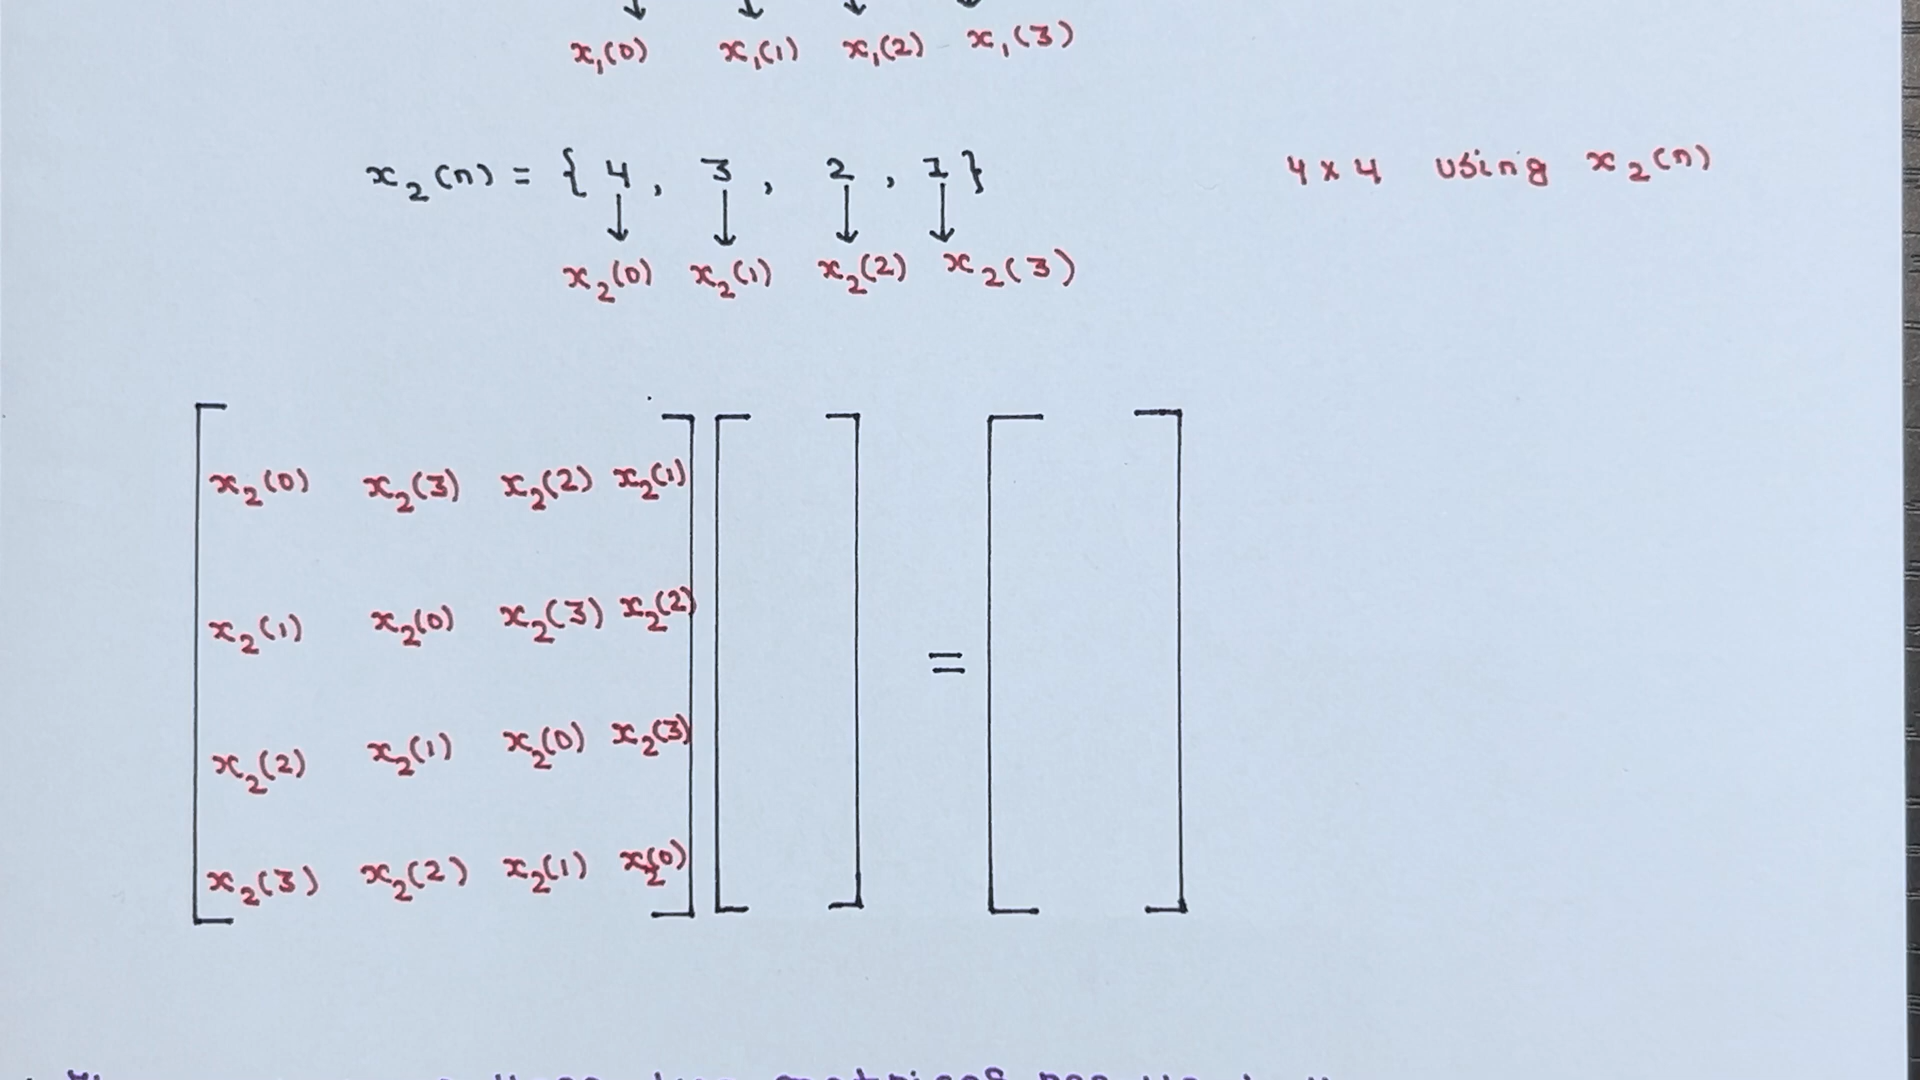 x₁(0) x₁(1) x₁(2) x₁(3)
x₂(n) = { 4, 3, 2, 1 }
4 × 4 using x₂(n)
x₂(0) x₂(1) x₂(2) x₂(3)
x₂(0) x₂(3) x₂(2) x₂(1)
x₂(1) x₂(0) x₂(3) x₂(2)
=
x₂(2) x₂(1) x₂(0) x₂(3)
x₂(3) x₂(2) x₂(1) x₂(0)